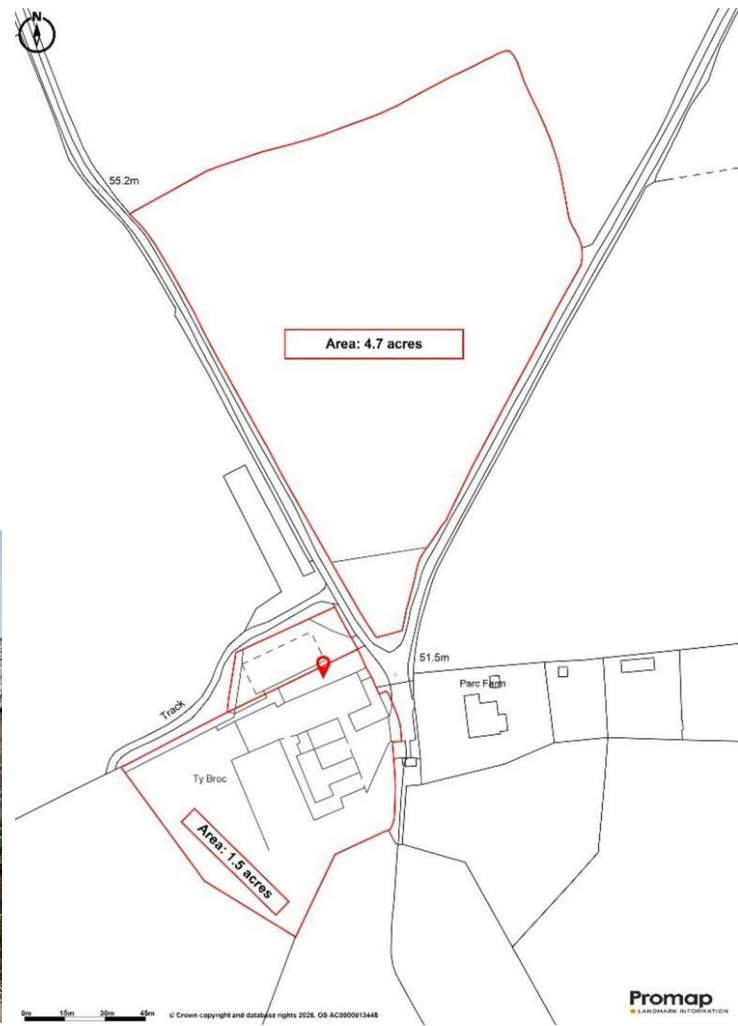 N
55.2m
Area: 4.7 acres
51.5m
Parc Farm
Track
Ty Broc
Area: 1.5 acres
0m 15m 30m 45m
© Crown copyright and database rights 2026. OS AC0000813445
Promap
LANDMARK INFORMATION